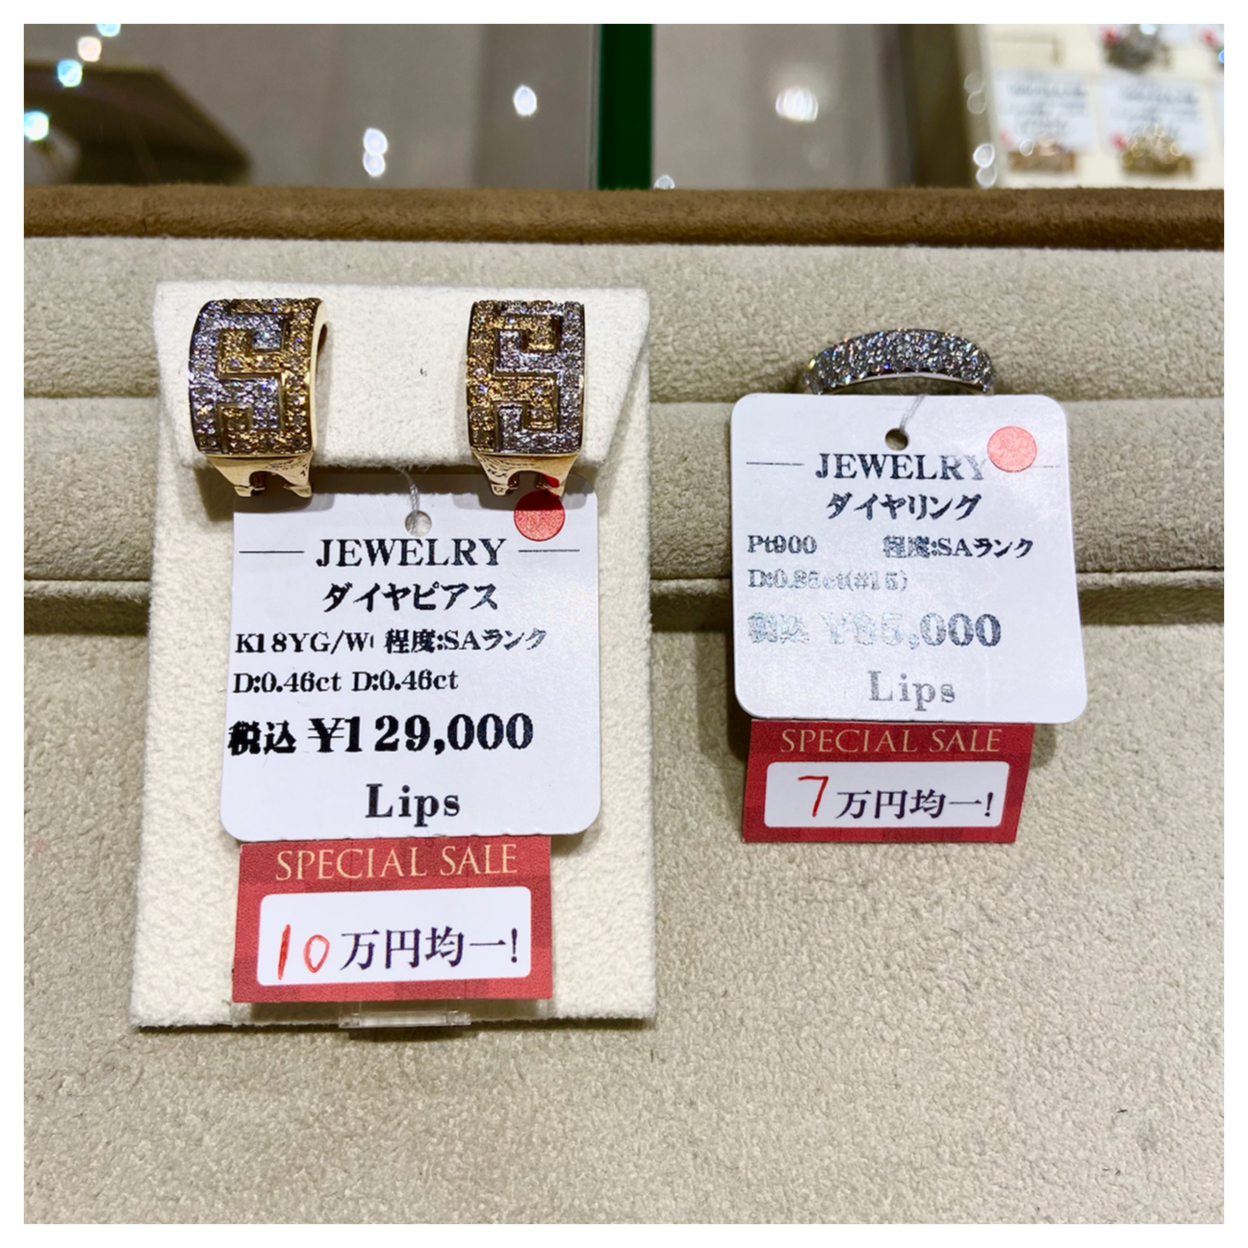 JEWELRY
ダイヤピアス
K18YG/W 程度:SAランク
D:0.46ct D:0.46ct
税込 ¥129,000
Lips
SPECIAL SALE
10万円均一!
JEWELRY
ダイヤリング
Pt900 程度:SAランク
(#15)
税込 ¥85,000
Lips
SPECIAL SALE
7万円均一!